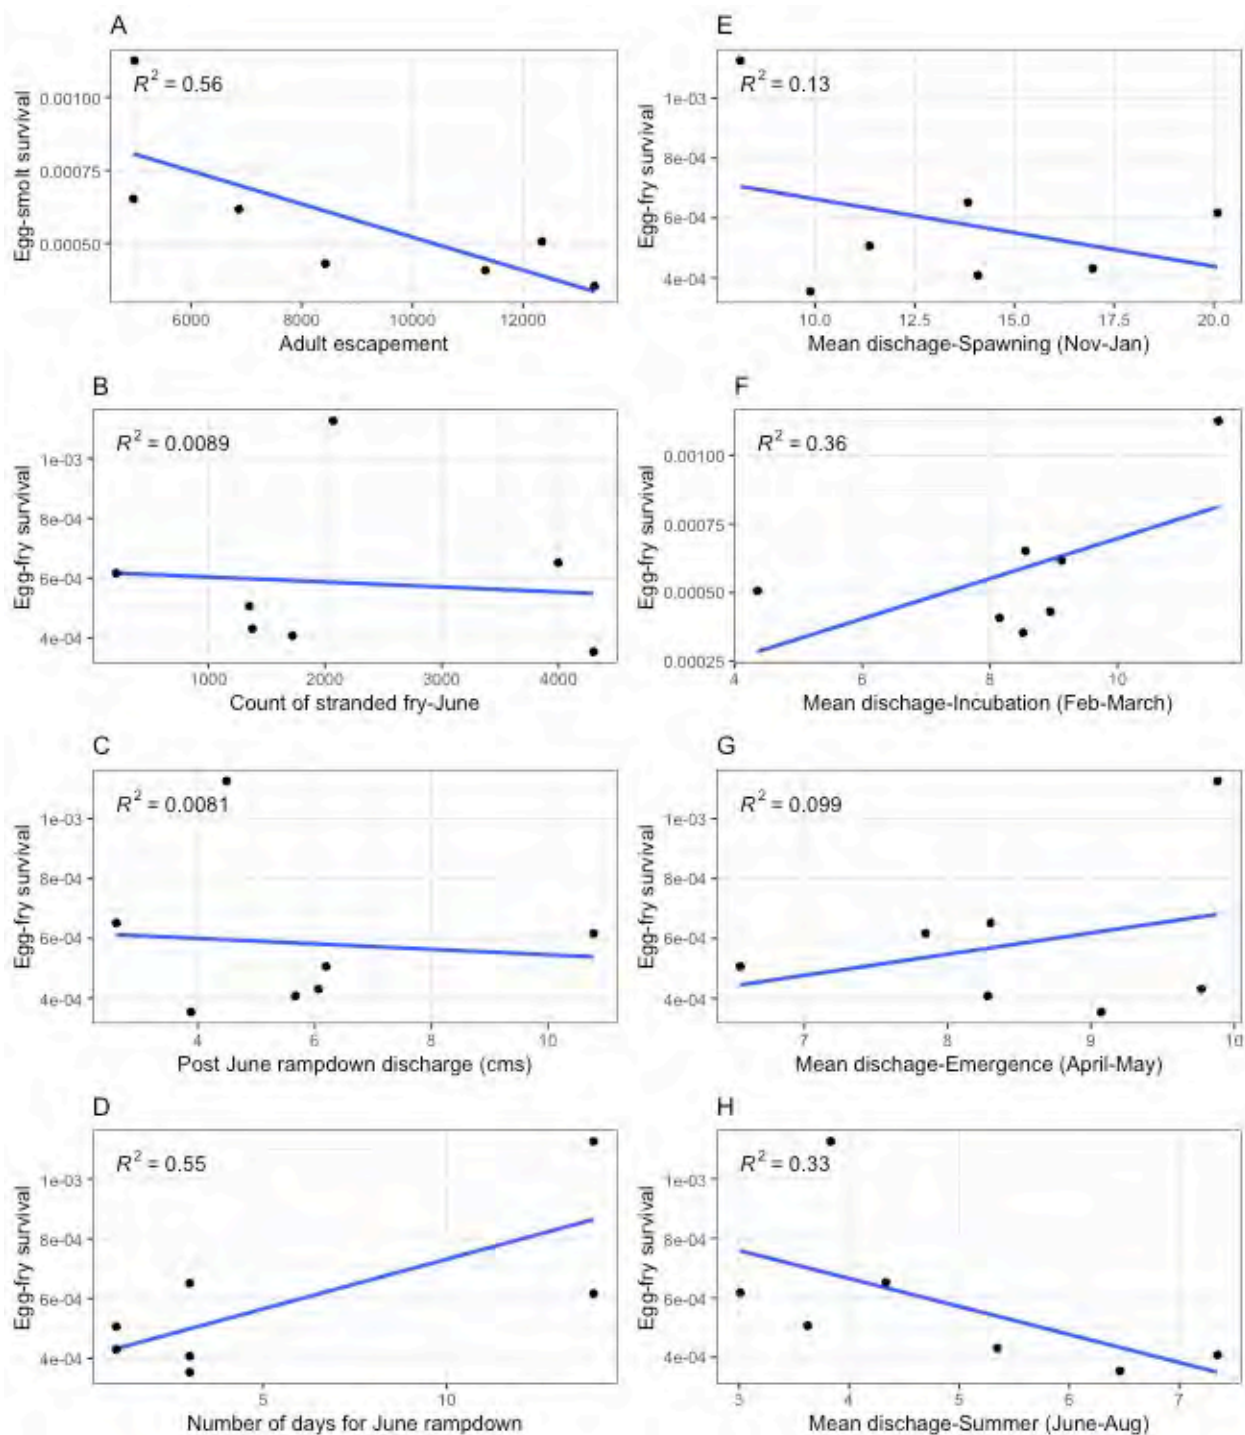 A
R² = 0.56
0.00100
0.00075
0.00050
Egg-smolt survival
6000 8000 10000 12000
Adult escapement
B
R² = 0.0089
1e-03
8e-04
6e-04
4e-04
Egg-fry survival
1000 2000 3000 4000
Count of stranded fry-June
C
R² = 0.0081
1e-03
8e-04
6e-04
4e-04
Egg-fry survival
4 6 8 10
Post June rampdown discharge (cms)
D
R² = 0.55
1e-03
8e-04
6e-04
4e-04
Egg-fry survival
5 10
Number of days for June rampdown
E
R² = 0.13
1e-03
8e-04
6e-04
4e-04
Egg-fry survival
10.0 12.5 15.0 17.5 20.0
Mean dischage-Spawning (Nov-Jan)
F
R² = 0.36
0.00100
0.00075
0.00050
0.00025
Egg-fry survival
4 6 8 10
Mean dischage-Incubation (Feb-March)
G
R² = 0.099
1e-03
8e-04
6e-04
4e-04
Egg-fry survival
7 8 9 10
Mean dischage-Emergence (April-May)
H
R² = 0.33
1e-03
8e-04
6e-04
4e-04
Egg-fry survival
3 4 5 6 7
Mean dischage-Summer (June-Aug)